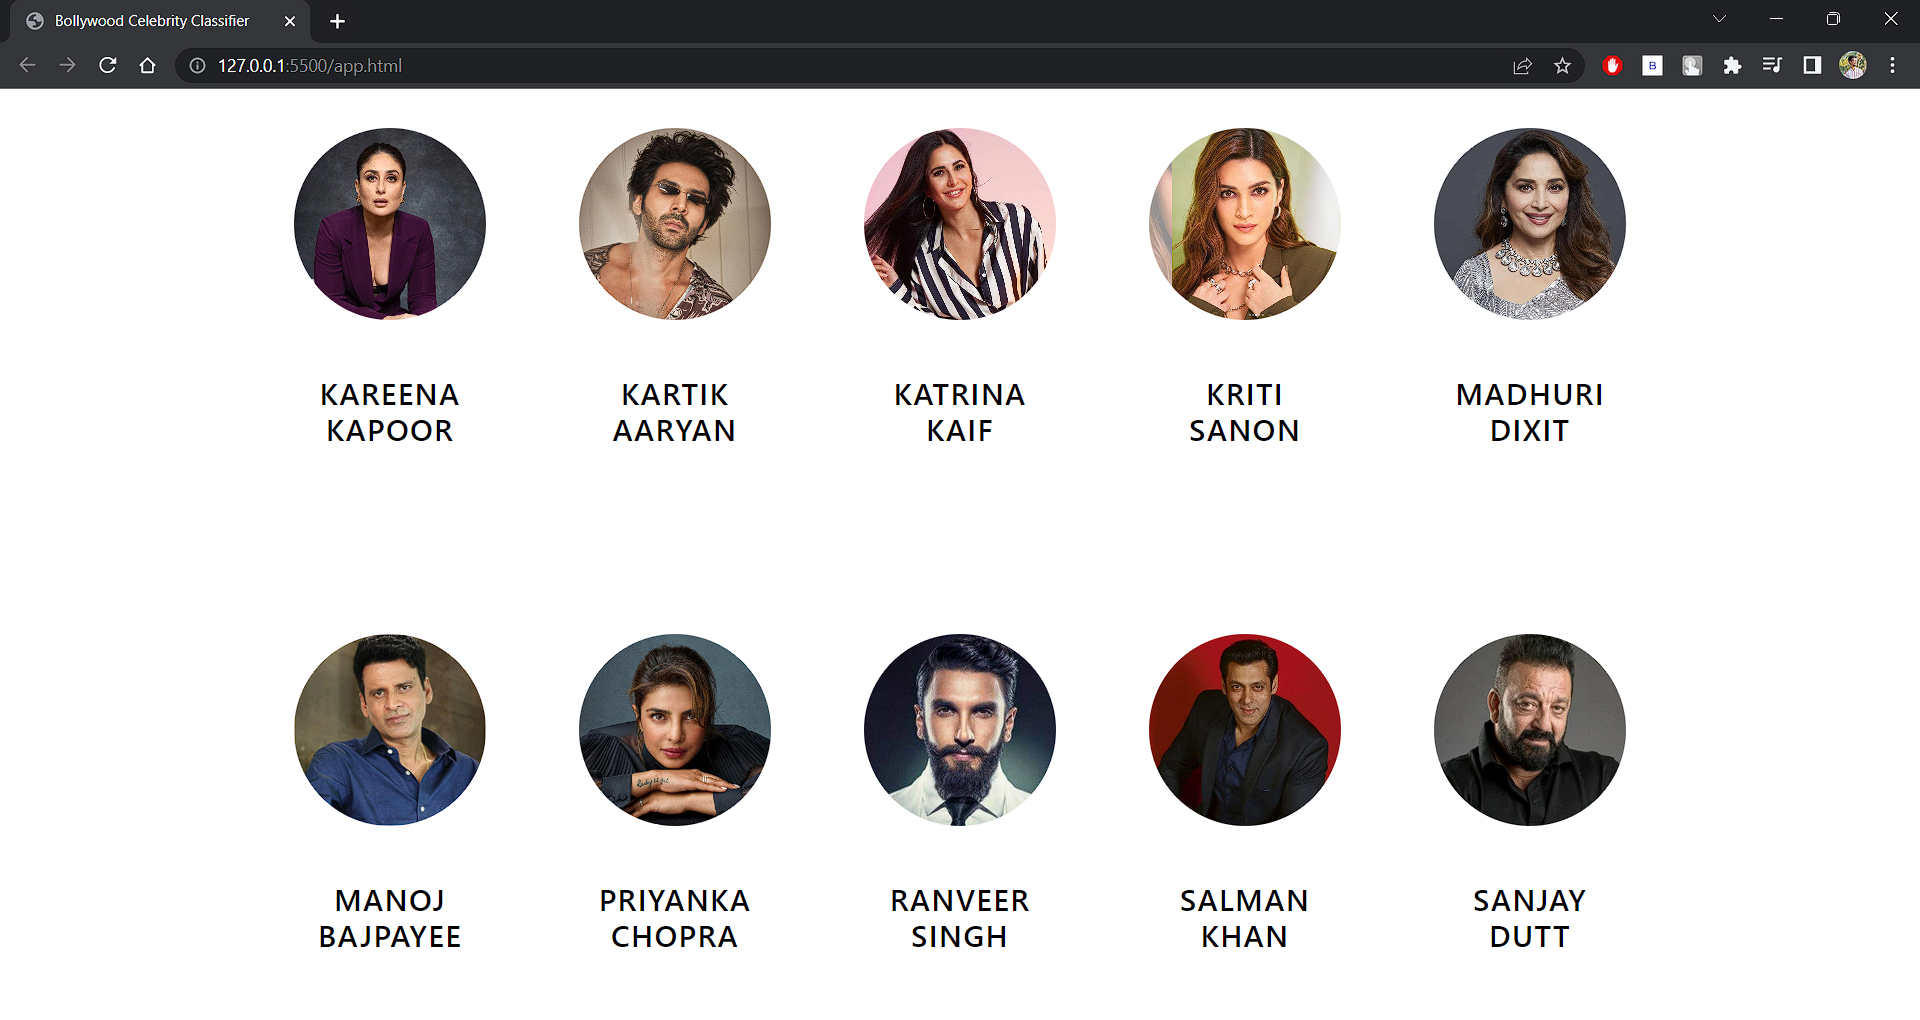 Bollywood Celebrity Classifier
127.0.0.1:5500/app.html
B
KAREENA
KAPOOR
KARTIK
AARYAN
KATRINA
KAIF
KRITI
SANON
MADHURI
DIXIT
MANOJ
BAJPAYEE
PRIYANKA
CHOPRA
RANVEER
SINGH
SALMAN
KHAN
SANJAY
DUTT